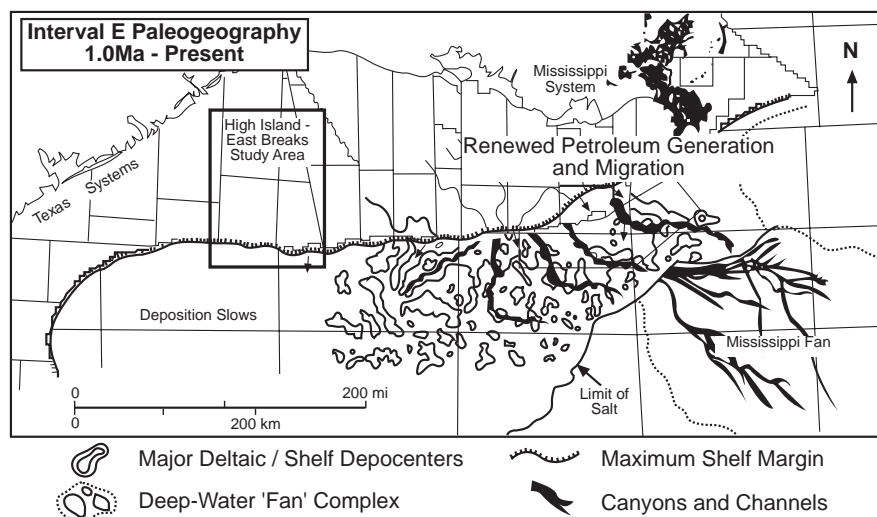 Interval E Paleogeography
1.0Ma - Present
Mississippi
System
N
High Island -
East Breaks
Study Area
Renewed Petroleum Generation
and Migration
Texas Systems
Deposition Slows
Mississippi Fan
Limit of
Salt
0
200 mi
0
200 km
Major Deltaic / Shelf Depocenters
Maximum Shelf Margin
Deep-Water 'Fan' Complex
Canyons and Channels